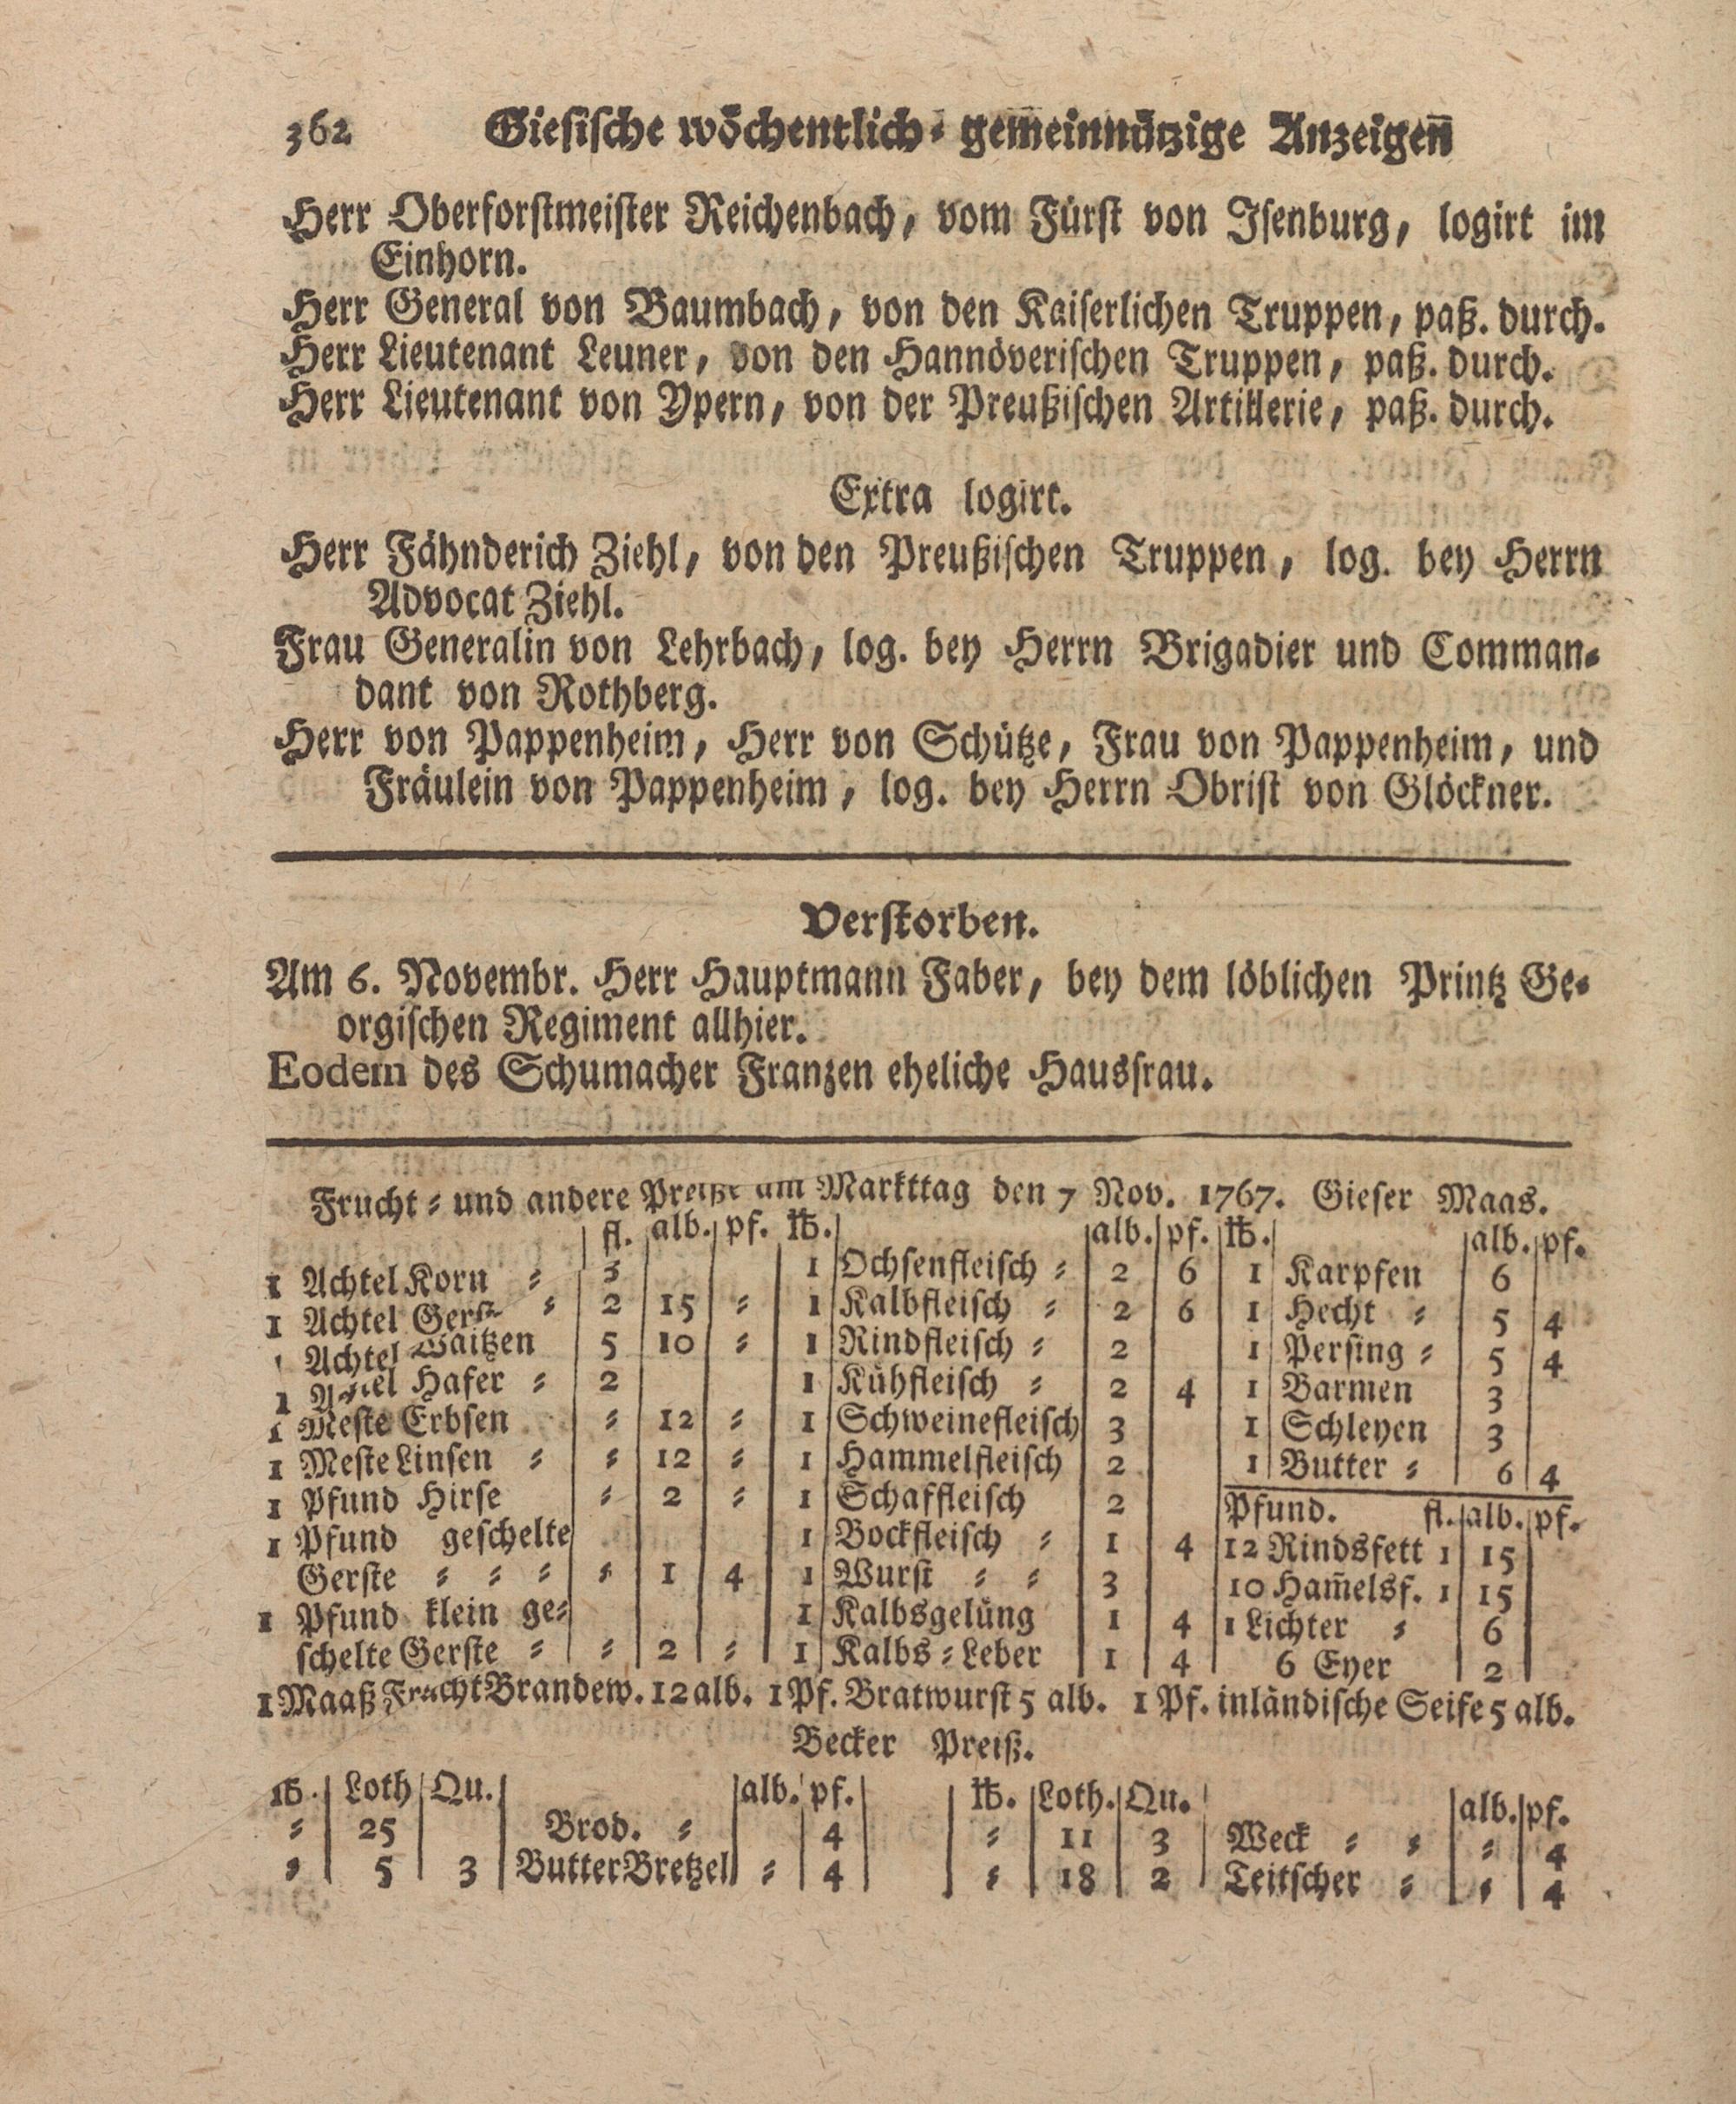 362 Giesische wöchentlich⸗ gem̅einnützige Anzeigen̅
Herr Oberforstmeister Reichenbach, vom Fürst von Isenburg, logirt im
Einhorn.
Herr General von Baumbach, von den Kaiserlichen Truppen, paß. durch.
Herr Lieutenant Leuner, von den Hannöverischen Truppen, paß. durch.
Herr Lieutenant von Ypern, von der Preußischen Artillerie, paß. durch.
Extra logirt.
Herr Fähnderich Ziehl, von den Preußischen Truppen, log. bey Herrn
Advocat Ziehl.
Frau Generalin von Lehrbach, log. bey Herrn Brigadier und Comman⸗
dant von Rothberg.
Herr von Pappenheim, Herr von Schütze, Frau von Pappenheim, und
Fräulein von Pappenheim, log. bey Herrn Obrist von Glöckner.
Verstorben.
Am 6. Novembr. Herr Hauptmann Faber, bey dem löblichen Printz Ge⸗
orgischen Regiment allhier.
Eodem des Schumacher Franzen eheliche Haussrau.
Frucht⸗ und andere Preiße am Markttag den 7 Nov. 1767. Gieser Maas.
fl. alb. pf. ℔. alb. pf. ℔. alb. pf.
1 Achtel Korn ⸗ 3 1 Ochsenfleisch ⸗ 2 6 1 Karpfen 6
1 Achtel Gerst ⸗ 2 15 ⸗ 1 Kalbfleisch ⸗ 2 6 1 Hecht ⸗ 5 4
1 Achtel Waitzen 5 10 ⸗ 1 Rindfleisch ⸗ 2 1 Persing ⸗ 5 4
1 Achtel Hafer ⸗ 2 1 Kühfleisch ⸗ 2 4 1 Barmen 3
1 Meste Erbsen ⸗ 12 ⸗ 1 Schweinefleisch 3 1 Schleyen 3
1 Meste Linsen ⸗ ⸗ 12 ⸗ 1 Hammelfleisch 2 1 Butter ⸗ 6 4
1 Pfund Hirse ⸗ 2 ⸗ 1 Schaffleisch 2 Pfund. fl. alb. pf.
1 Pfund geschelte 1 Bockfleisch ⸗ 1 4 12 Rindsfett 1 15
Gerste ⸗ ⸗ ⸗ ⸗ 1 4 1 Wurst ⸗ ⸗ 3 10 Ham̅elsf. 1 15
1 Pfund klein ge⸗ 1 Kalbsgelüng 1 4 1 Lichter ⸗ 6
schelte Gerste ⸗ ⸗ 2 ⸗ 1 Kalbs⸗Leber 1 4 6 Eyer 2
1 Maaß Frucht Brandew. 12 alb. 1 Pf. Bratwurst 5 alb. 1 Pf. inländische Seife 5 alb.
Becker Preiß.
℔. Loth Qu. alb. pf. ℔. Loth. Qu. alb. pf.
⸗ 25 Brod. ⸗ 4 ⸗ 11 3 Weck ⸗ ⸗ ⸗ 4
⸗ 5 3 Butter Bretzel ⸗ 4 ⸗ 18 2 Teitscher ⸗ ⸗ 4